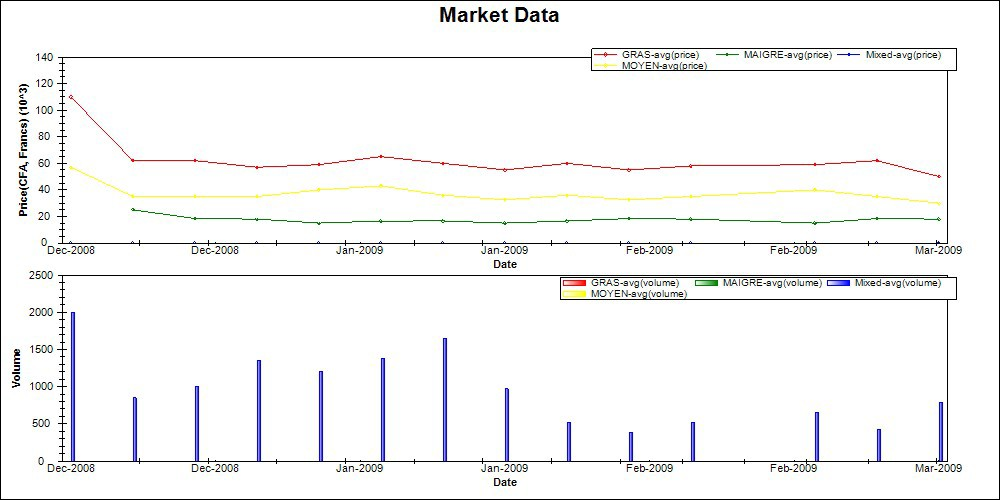 Market Data
GRAS-avg(price) MAIGRE-avg(price) Mixed-avg(price)
MOYEN-avg(price)
Price(CFA, Francs) (10^3)
140
120
100
80
60
40
20
0
Dec-2008 Dec-2008 Jan-2009 Jan-2009 Feb-2009 Feb-2009 Mar-2009
Date
GRAS-avg(volume) MAIGRE-avg(volume) Mixed-avg(volume)
MOYEN-avg(volume)
Volume
2500
2000
1500
1000
500
0
Dec-2008 Dec-2008 Jan-2009 Jan-2009 Feb-2009 Feb-2009 Mar-2009
Date